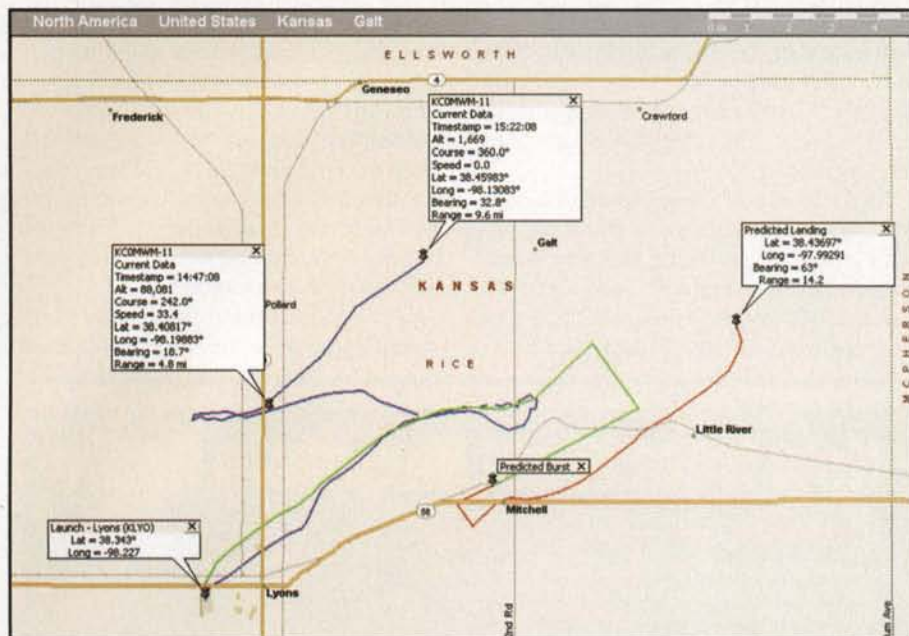 North America United States Kansas Galt
ELLSWORTH
4
Geneseo
Frederick
Crawford
KC0MWM-11
Current Data
Timestamp = 15:22:08
Alt = 1,669
Course = 360.0°
Speed = 0.0
Lat = 38.45983°
Long = -98.13083°
Bearing = 32.8°
Range = 9.6 mi
Predicted Landing
Lat = 38.43697°
Long = -97.99291
Bearing = 63°
Range = 14.2
Galt
KC0MWM-11
Current Data
Timestamp = 14:47:08
Alt = 88,081
Course = 242.0°
Speed = 33.4
Lat = 38.40817°
Long = -98.19883°
Bearing = 18.7°
Range = 4.8 mi
Pollard
KANSAS
MCPHERSON
RICE
Little River
Predicted Burst
56
Mitchell
Launch - Lyons (KLYO)
Lat = 38.343°
Long = -98.227
Lyons